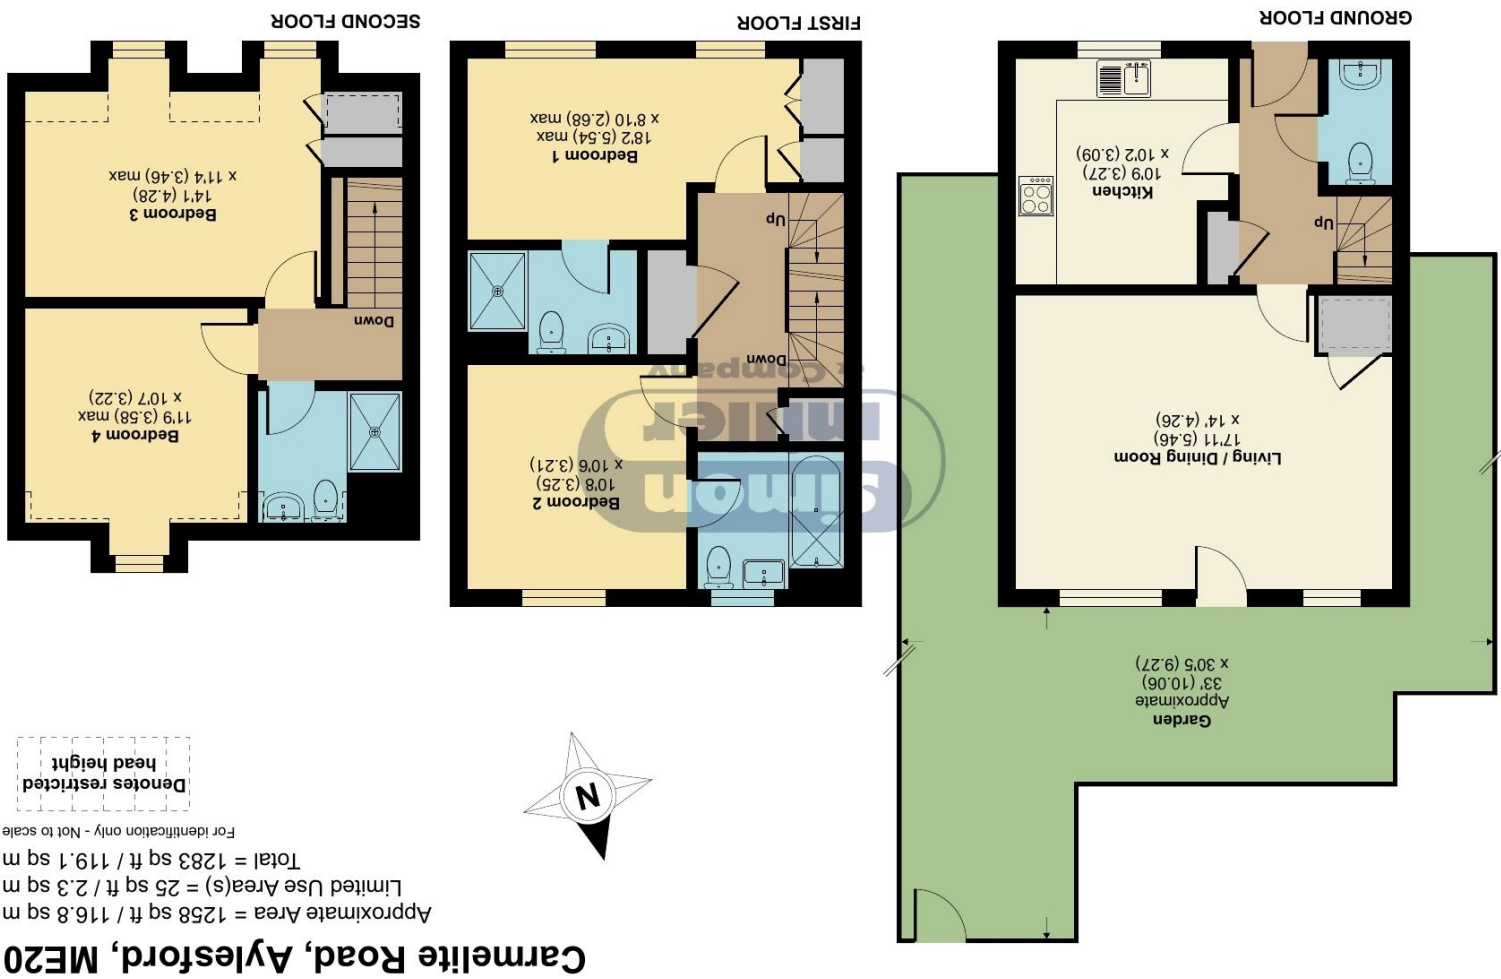 Carmelite Road, Aylesford, ME20
Approximate Area = 1258 sq ft / 116.8 sq m
Limited Use Area(s) = 25 sq ft / 2.3 sq m
Total = 1283 sq ft / 119.1 sq m
For identification only - Not to scale
Denotes restricted
head height
N
Garden
Approximate
33' (10.06)
x 30'5 (9.27)
Living / Dining Room
17'11 (5.46)
x 14' (4.26)
Kitchen
10'9 (3.27)
x 10'2 (3.09)
Up
GROUND FLOOR
Bedroom 2
10'8 (3.25)
x 10'6 (3.21)
Down
Up
Bedroom 1
18'2 (5.54) max
x 8'10 (2.68) max
FIRST FLOOR
Bedroom 4
11'9 (3.58) max
x 10'7 (3.22)
Down
Bedroom 3
14'1 (4.28)
x 11'4 (3.46) max
SECOND FLOOR
simon
miller
& Company